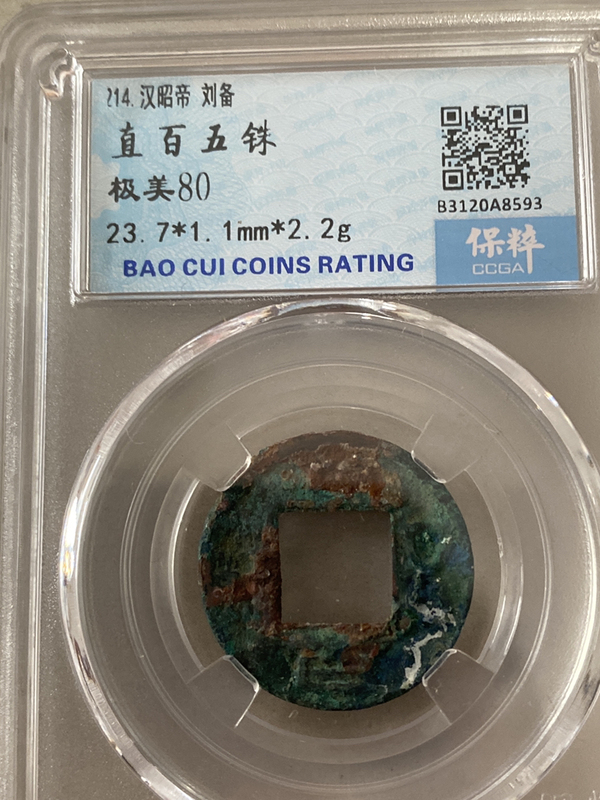 214. 汉昭帝 刘备
直百五铢
极美80
23.7*1.1mm*2.2g
BAO CUI COINS RATING
B3120A8593
保粹
CCGA